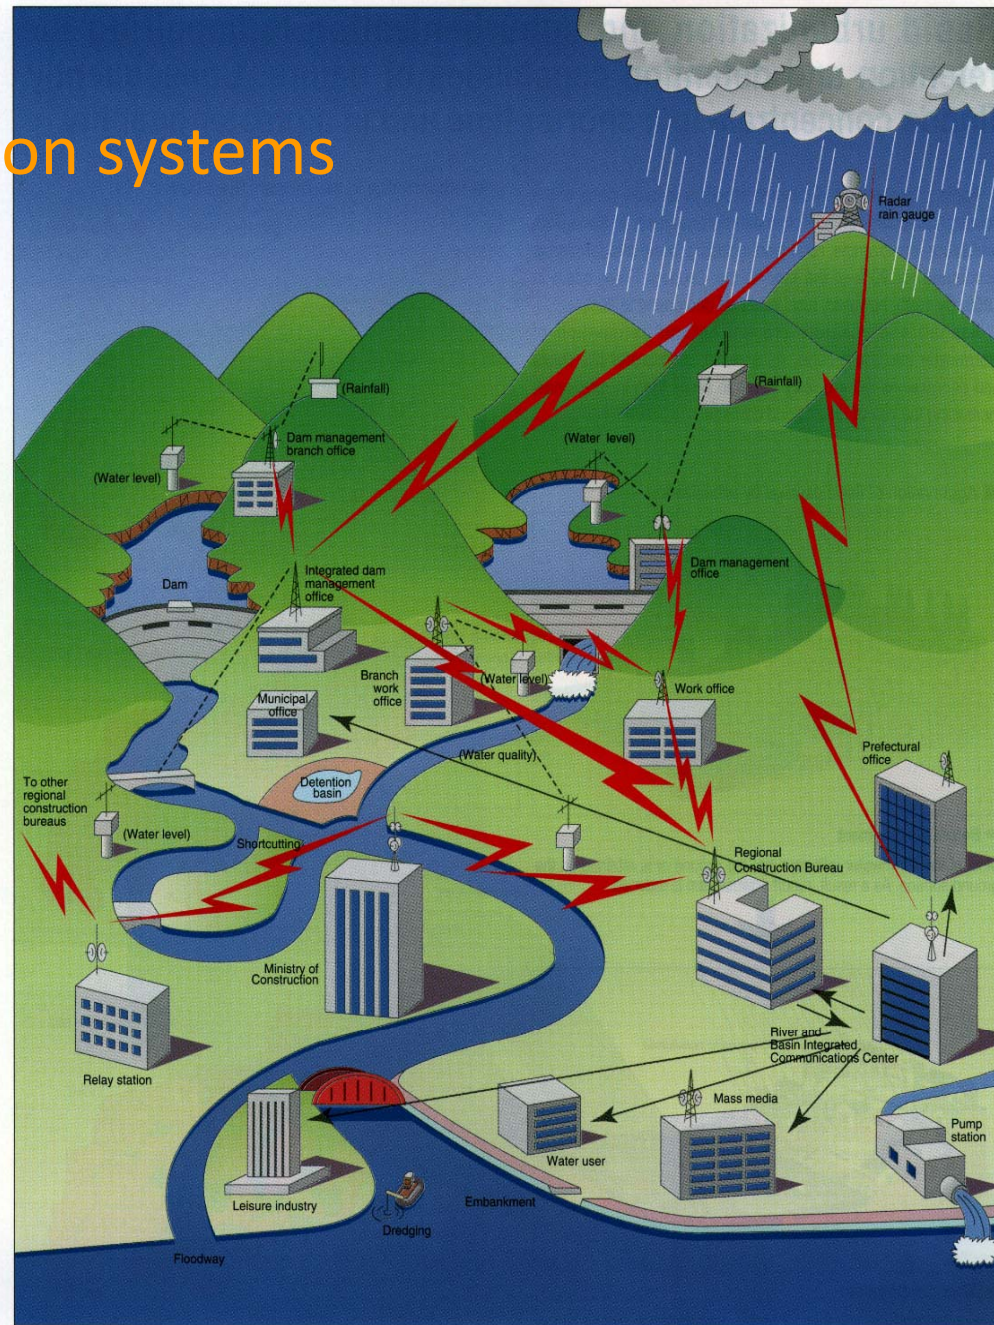 on systems
Radar
rain gauge
(Rainfall)
(Rainfall)
Dam management
branch office
(Water level)
(Water level)
Dam
Integrated dam
management
office
Dam management
office
Branch
work
office
(Water level)
Work office
Municipal
office
(Water quality)
Prefectural
office
To other
regional
construction
bureaus
Detention
basin
(Water level)
Shortcutting
Regional
Construction Bureau
Ministry of
Construction
River and
Basin Integrated
Communications Center
Relay station
Mass media
Pump
station
Water user
Leisure industry
Embankment
Dredging
Floodway